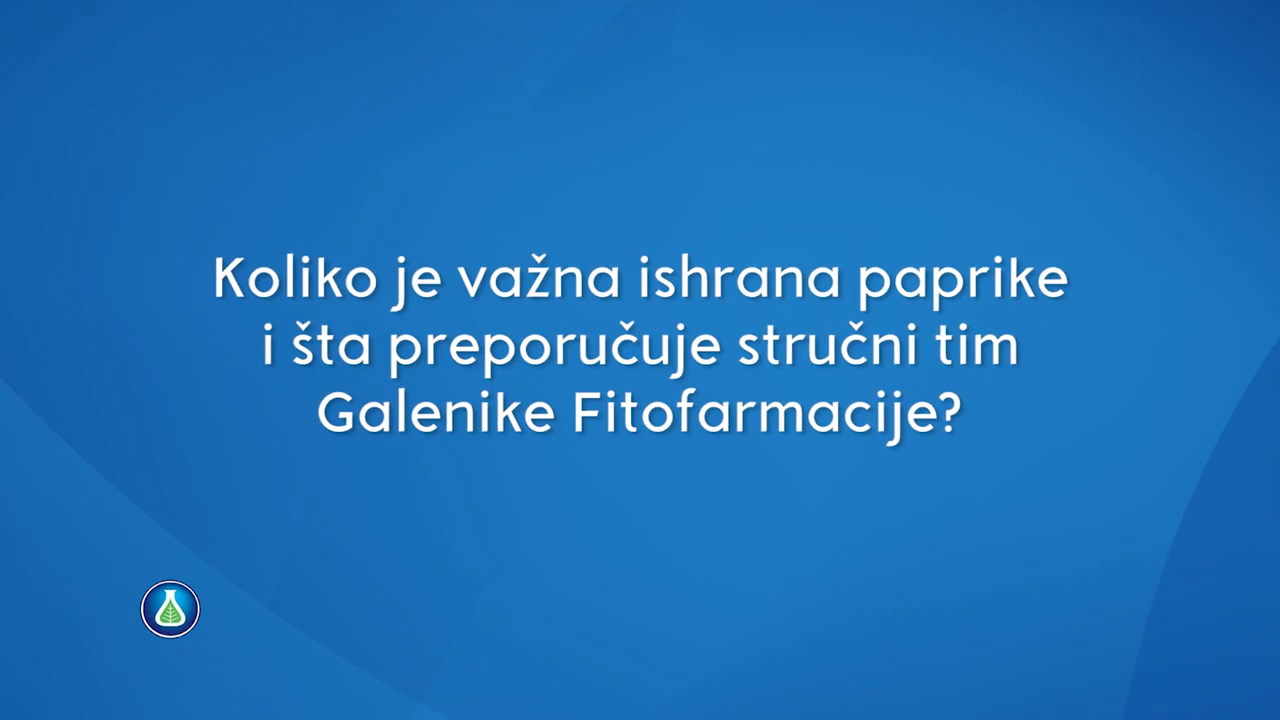 Koliko je važna ishrana paprike
i šta preporučuje stručni tim
Galenike Fitofarmacije?